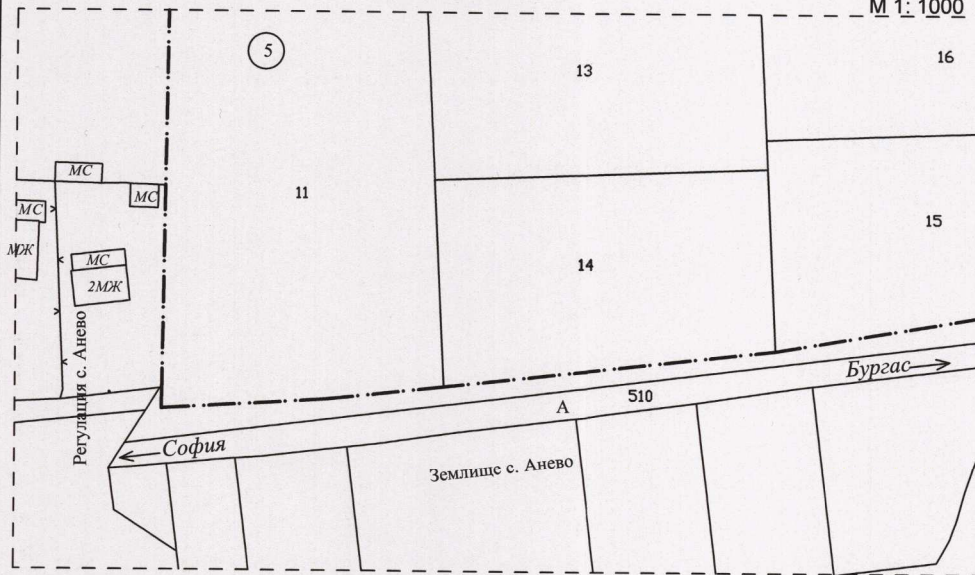 М 1: 1000
5
13
16
МС
МС
11
МС
15
МЖ
МС
2МЖ
14
Регулация с. Анево
Бургас
510
А
София
Землище с. Анево